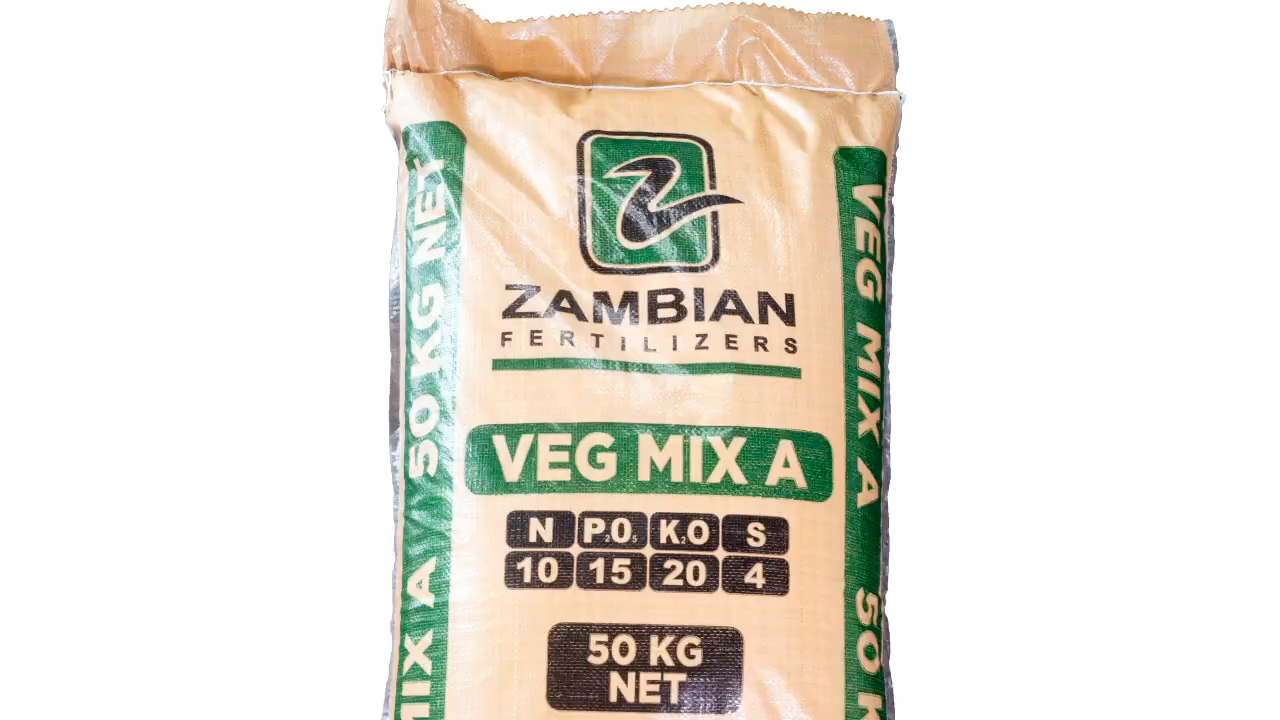 ZAMBIAN
FERTILIZERS
VEG MIX A
N P₂O₅ K₂O S
10 15 20 4
50 KG
NET
MIX A 50 KG NET
VEG MIX A 50 K